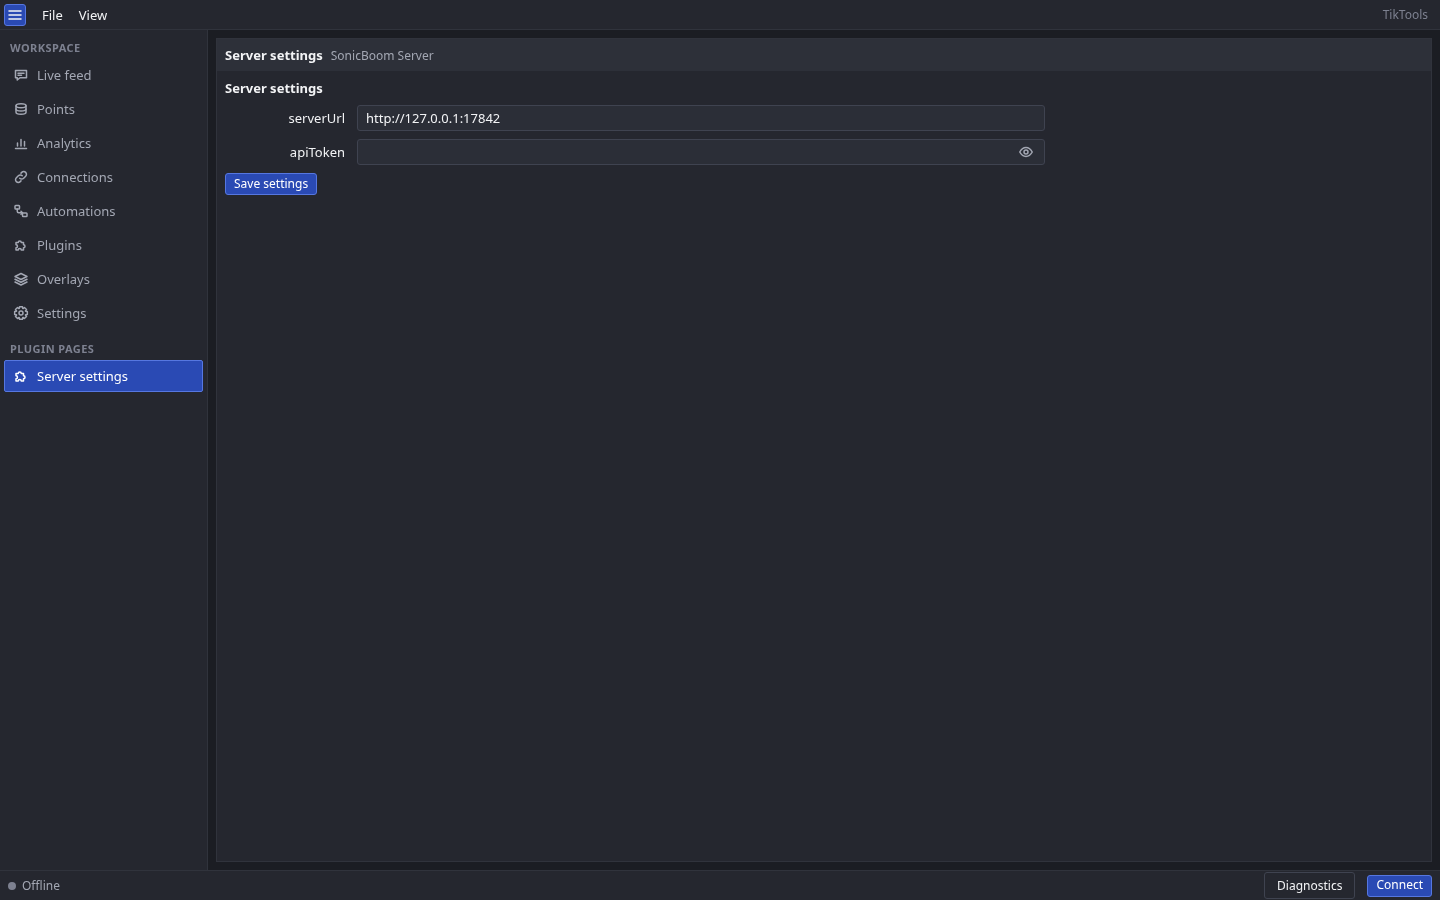 File View TikTools
WORKSPACE
Live feed
Points
Analytics
Connections
Automations
Plugins
Overlays
Settings
PLUGIN PAGES
Server settings
Server settings SonicBoom Server
Server settings
serverUrl http://127.0.0.1:17842
apiToken
Save settings
Offline Diagnostics Connect